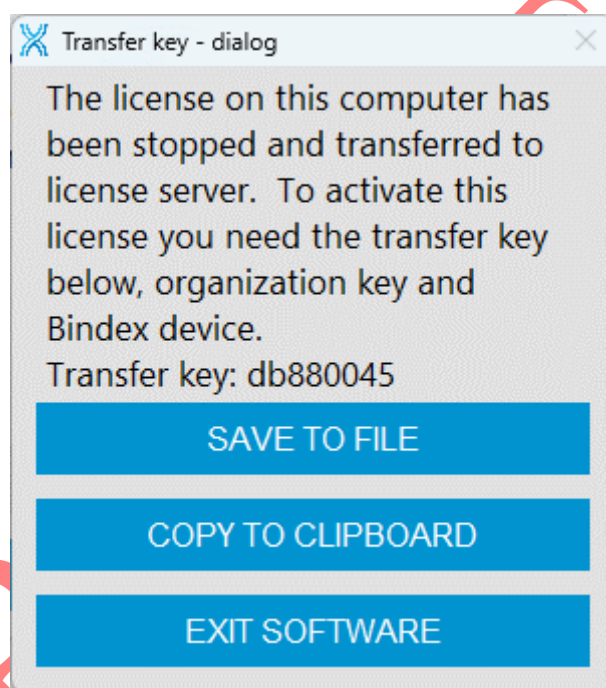 Transfer key - dialog
The license on this computer has
been stopped and transferred to
license server.  To activate this
license you need the transfer key
below, organization key and
Bindex device.
Transfer key: db880045
SAVE TO FILE
COPY TO CLIPBOARD
EXIT SOFTWARE